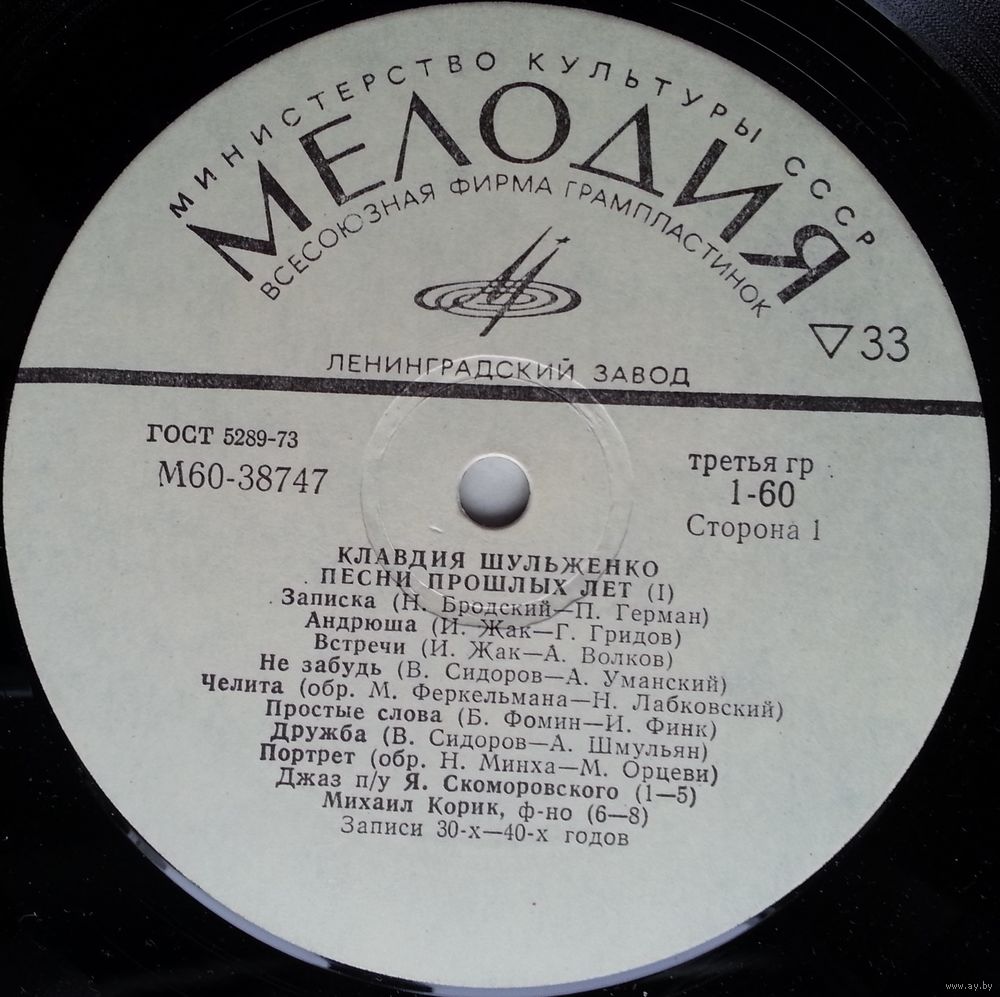 МИНИСТЕРСТВО КУЛЬТУРЫ СССР
МЕЛОДИЯ
ВСЕСОЮЗНАЯ ФИРМА ГРАМПЛАСТИНОК
33
ЛЕНИНГРАДСКИЙ ЗАВОД
ГОСТ 5289-73
М60-38747
третья гр
1-60
Сторона 1
КЛАВДИЯ ШУЛЬЖЕНКО
ПЕСНИ ПРОШЛЫХ ЛЕТ (I)
Записка (Н. Бродский—П. Герман)
Андрюша (И. Жак—Г. Гридов)
Встречи (И. Жак—А. Волков)
Не забудь (В. Сидоров—А. Уманский)
Челита (обр. М. Феркельмана—Н. Лабковский)
Простые слова (Б. Фомин—И. Финк)
Дружба (В. Сидоров—А. Шмульян)
Портрет (обр. Н. Минха—М. Орцеви)
Джаз п/у Я. Скоморовского (1—5)
Михаил Корик, ф-но (6—8)
Записи 30-х—40-х годов
www.ay.by